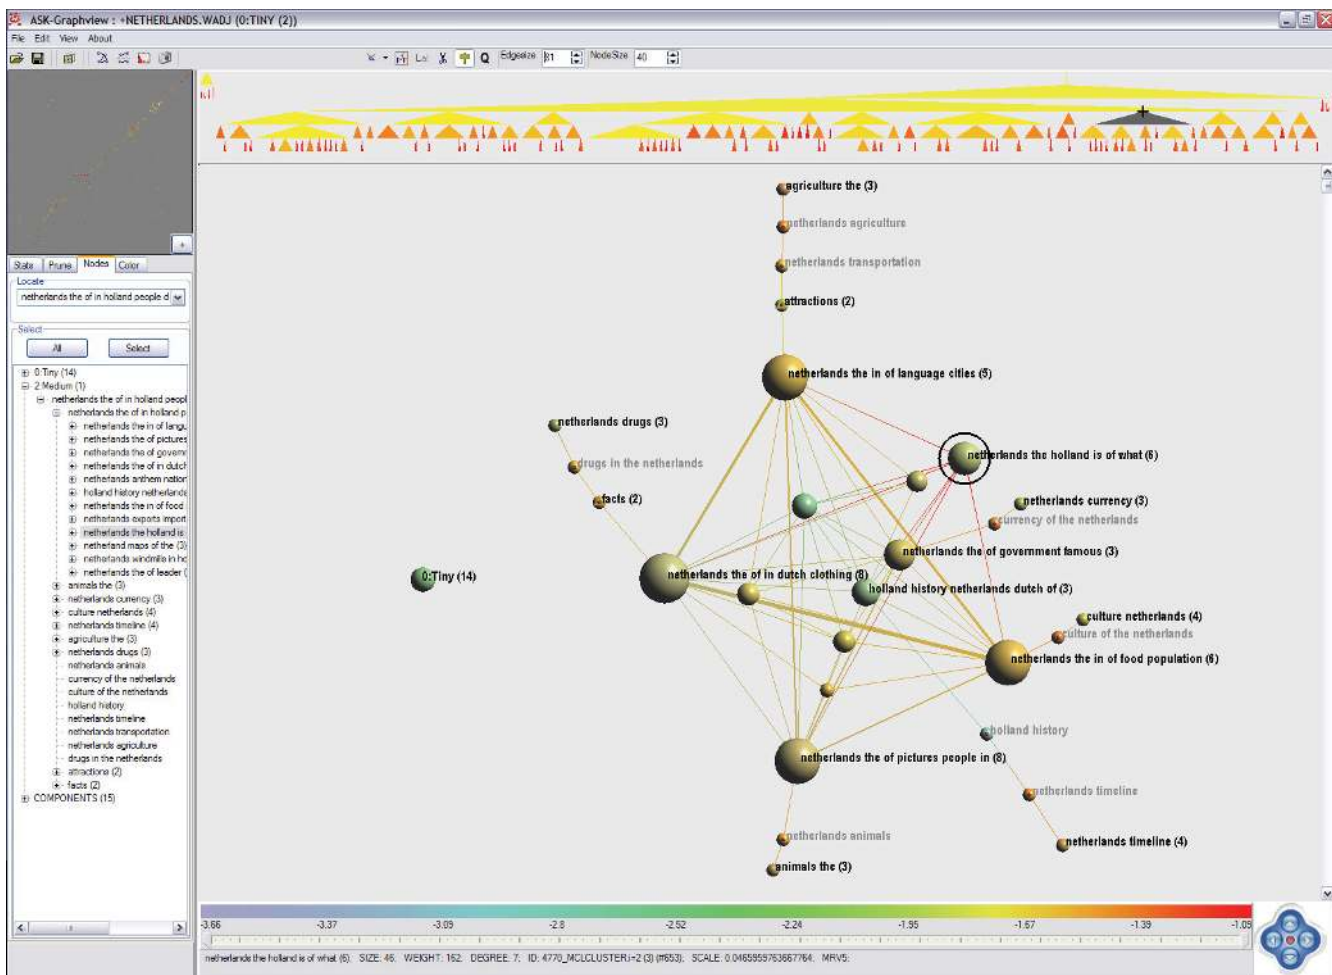 ASK-Graphview : +NETHERLANDS.WADJ (0:TINY (2))
File Edit View About
Q Edgesize 81 NodeSize 40
+
State Prune Nodes Color
Locate
netherlands the of in holland people d
Select
All Select
0:Tiny (14)
2:Medium (1)
netherlands the of in holland peopl
netherlands the of in holland p
netherlands the in of langu
netherlands the of pictures
netherlands the of governm
netherlands the of in dutch
netherlands anthem nation
holland history netherlands
netherlands the in of food
netherlands exports import
netherlands the holland is
netherland maps of the (3)
netherlands windmills in ho
netherlands the of leader (
animals the (3)
netherlands currency (3)
culture netherlands (4)
netherlands timeline (4)
agriculture the (3)
netherlands drugs (3)
netherlands animals
currency of the netherlands
culture of the netherlands
holland history
netherlands timeline
netherlands transportation
netherlands agriculture
drugs in the netherlands
attractions (2)
facts (2)
COMPONENTS (15)
agriculture the (3)
netherlands agriculture
netherlands transportation
attractions (2)
netherlands the in of language cities (5)
netherlands drugs (3)
drugs in the netherlands
facts (2)
netherlands the holland is of what (6)
netherlands currency (3)
currency of the netherlands
netherlands the of government famous (3)
0:Tiny (14)
netherlands the of in dutch clothing (8)
holland history netherlands dutch of (3)
culture netherlands (4)
culture of the netherlands
netherlands the in of food population (6)
holland history
netherlands the of pictures people in (8)
netherlands timeline
netherlands animals
netherlands timeline (4)
animals the (3)
-3.66 -3.37 -3.09 -2.8 -2.52 -2.24 -1.95 -1.67 -1.39 -1.09
netherlands the holland is of what (6), SIZE: 46, WEIGHT: 162, DEGREE: 7, ID: 4770_MCLCLUSTER:i=2 (3) (#653), SCALE: 0.0465959763667764, MRV5: